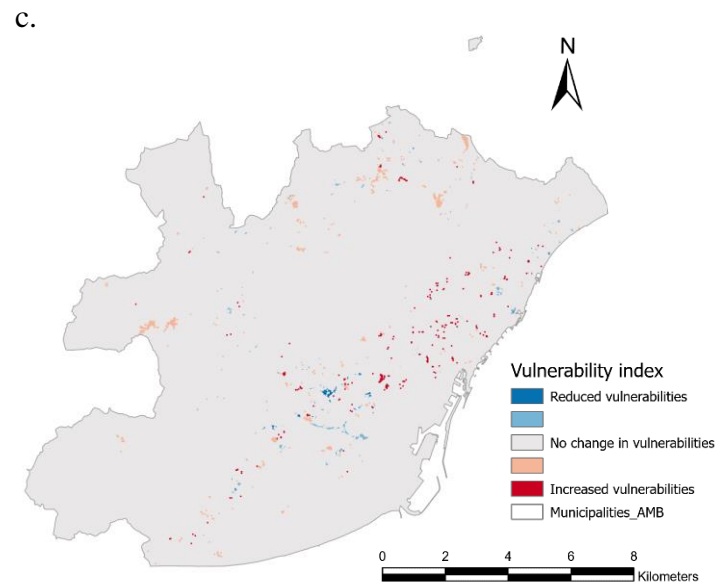 c.
N
Vulnerability index
Reduced vulnerabilities
No change in vulnerabilities
Increased vulnerabilities
Municipalities_AMB
0 2 4 6 8
Kilometers